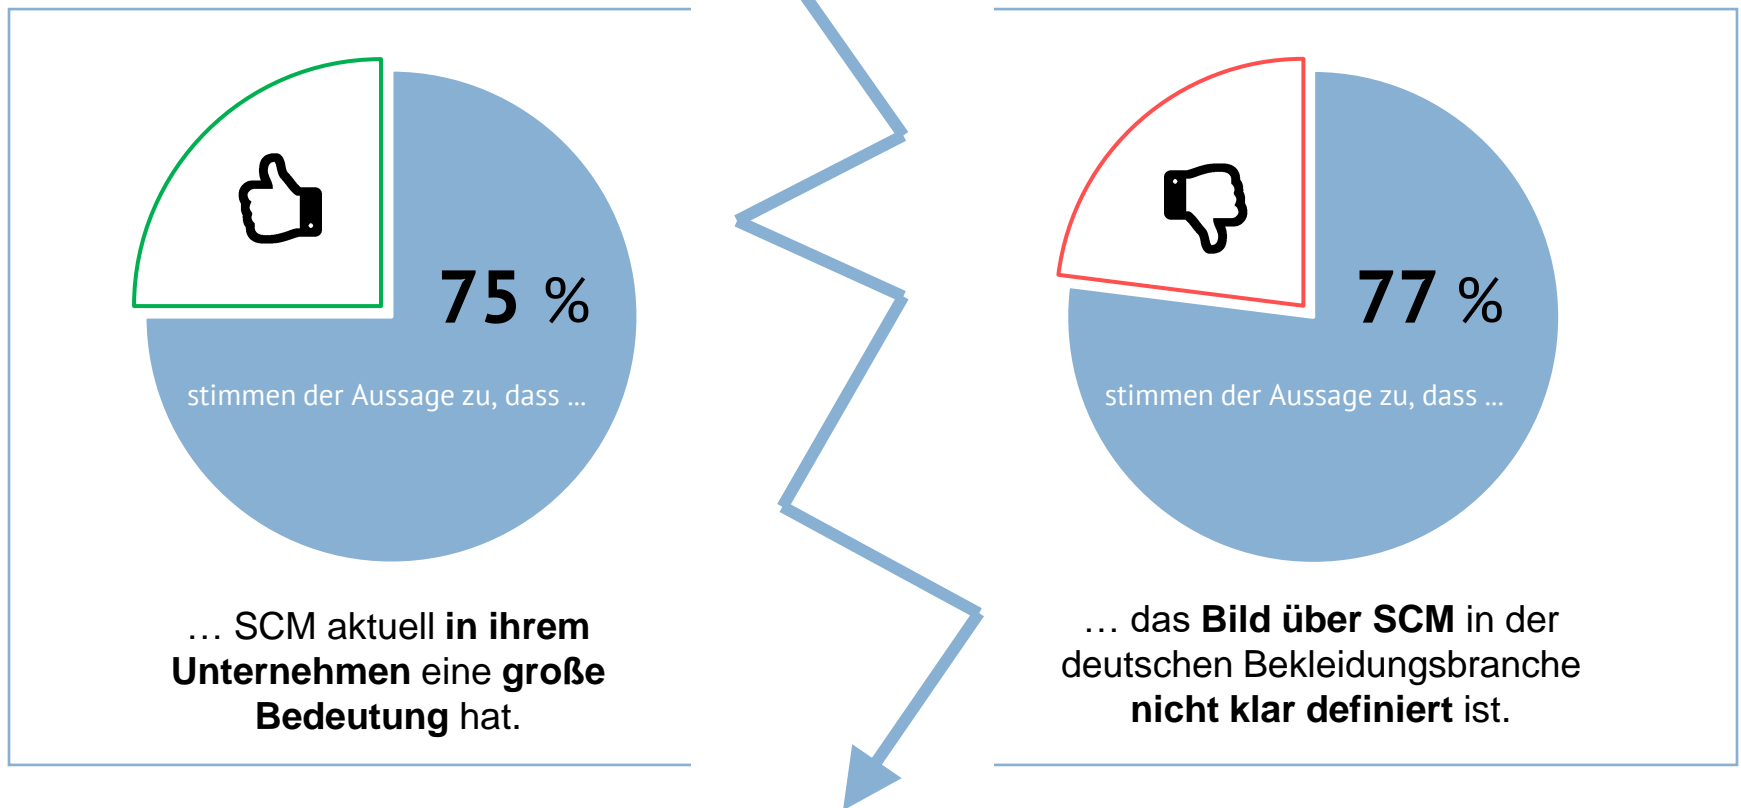 75 %
stimmen der Aussage zu, dass ...
… SCM aktuell in ihrem
Unternehmen eine große
Bedeutung hat.
77 %
stimmen der Aussage zu, dass ...
… das Bild über SCM in der
deutschen Bekleidungsbranche
nicht klar definiert ist.